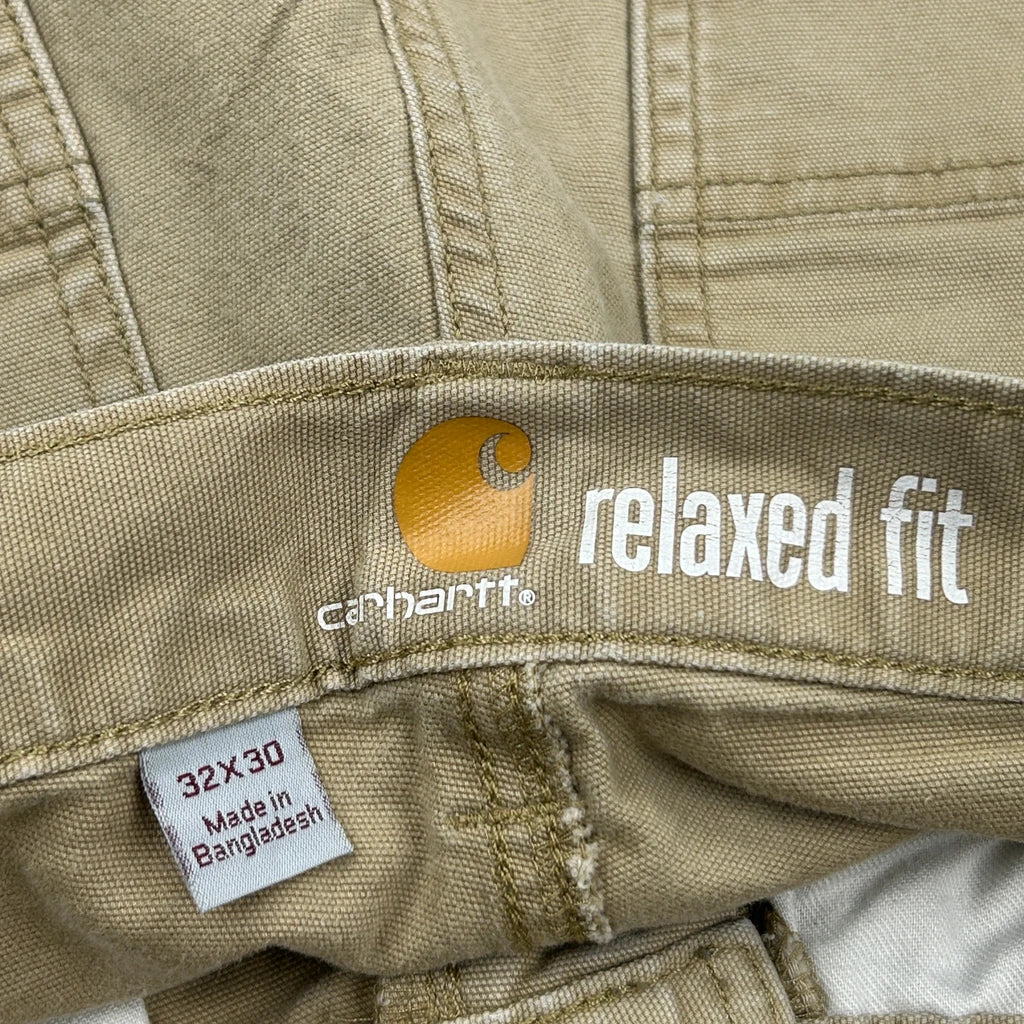 relaxed fit
carhartt®
32X30
Made in
Bangladesh